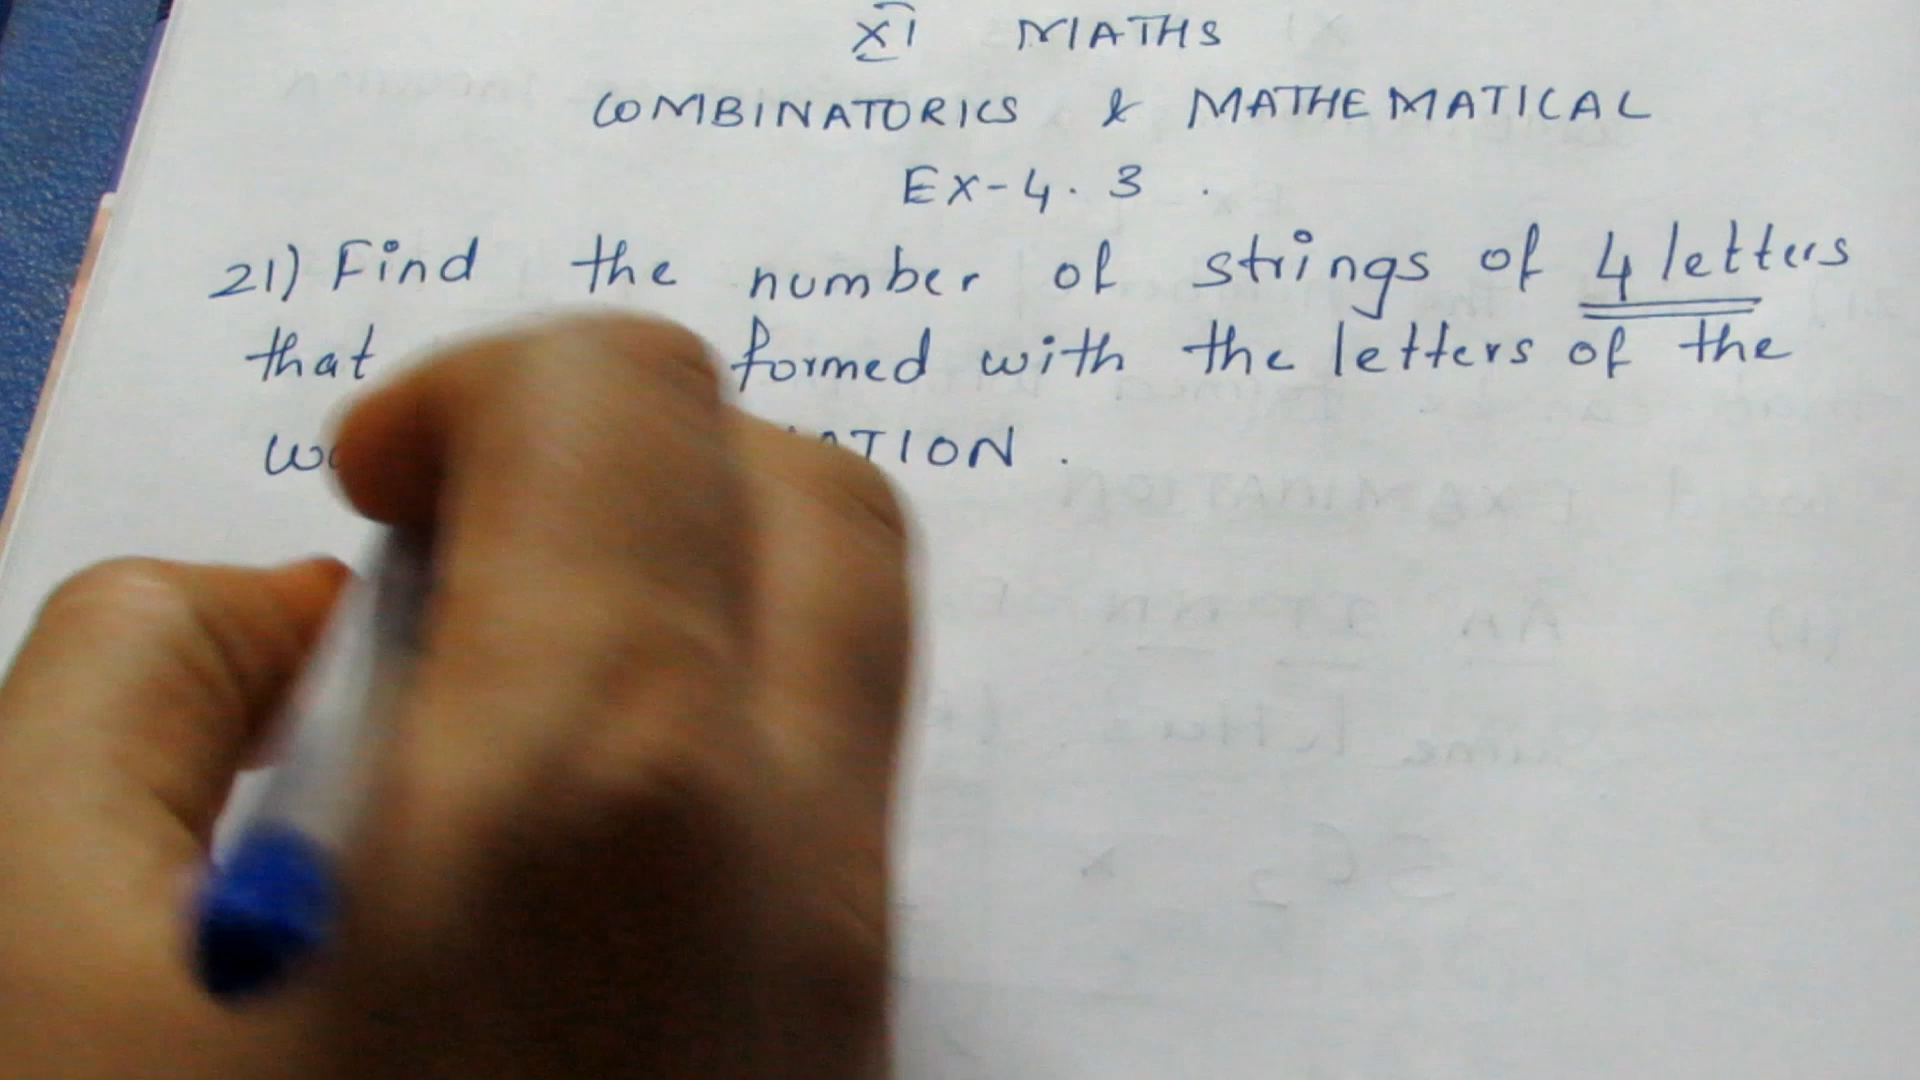 XI MATHS
COMBINATORICS & MATHEMATICAL
EX-4.3.
21) Find the number of strings of 4 letters
that formed with the letters of the
ATION.